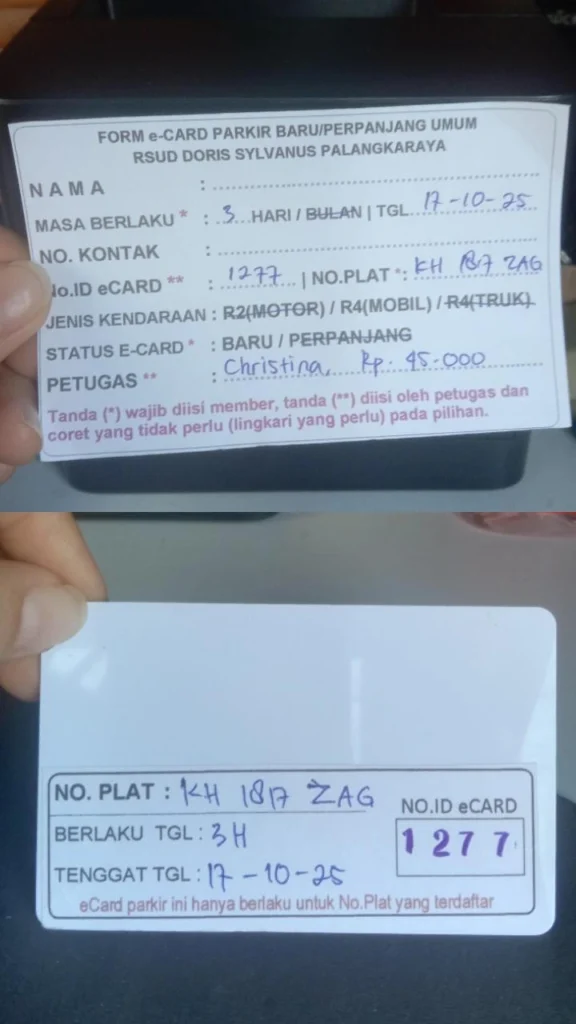 FORM e-CARD PARKIR BARU/PERPANJANG UMUM
RSUD DORIS SYLVANUS PALANGKARAYA
NAMA : 
MASA BERLAKU * : 3 HARI / BULAN | TGL 17-10-25
NO. KONTAK : 
No.ID eCARD ** : 1277 | NO.PLAT *: KH 1817 ZAG
JENIS KENDARAAN : R2(MOTOR) / R4(MOBIL) / R4(TRUK)
STATUS E-CARD * : BARU / PERPANJANG
PETUGAS ** : Christina, Rp. 45.000
Tanda (*) wajib diisi member, tanda (**) diisi oleh petugas dan
coret yang tidak perlu (lingkari yang perlu) pada pilihan.
NO. PLAT : KH 1817 ZAG
BERLAKU TGL : 3H
TENGGAT TGL : 17-10-25
NO.ID eCARD
1277
eCard parkir ini hanya berlaku untuk No.Plat yang terdaftar